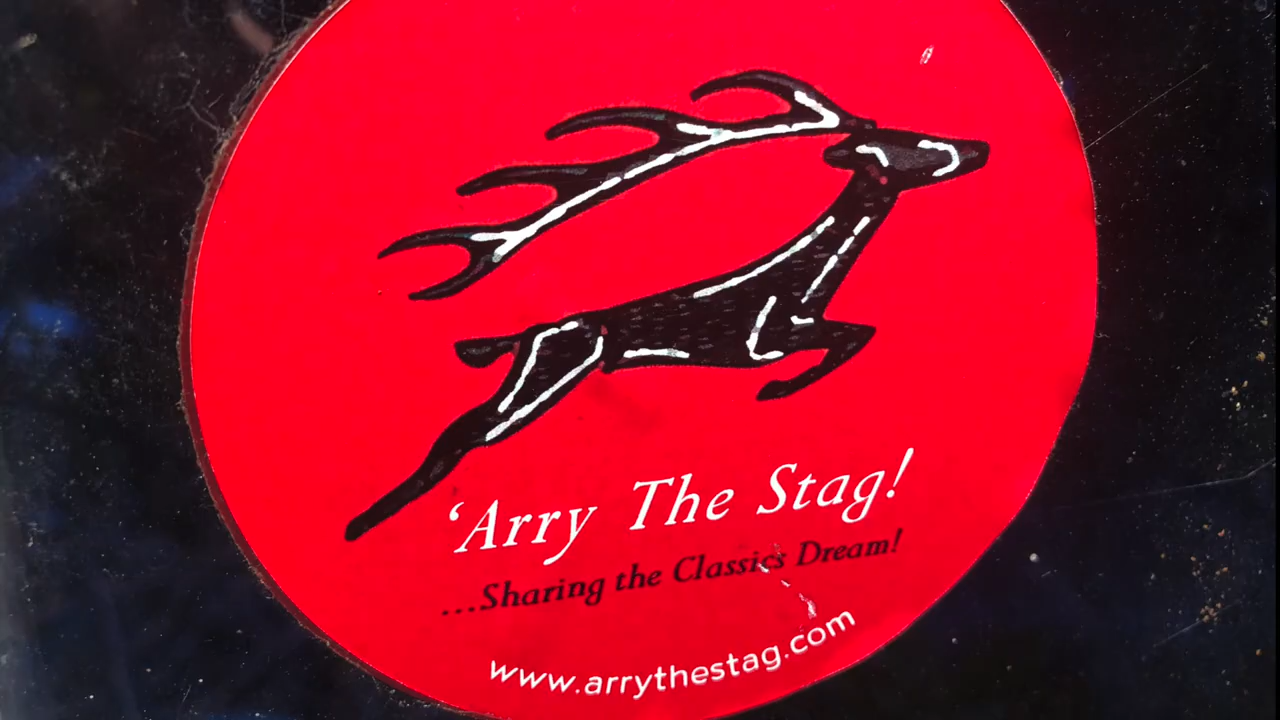 ‘Arry The Stag!
...Sharing the Classics Dream!
www.arrythestag.com